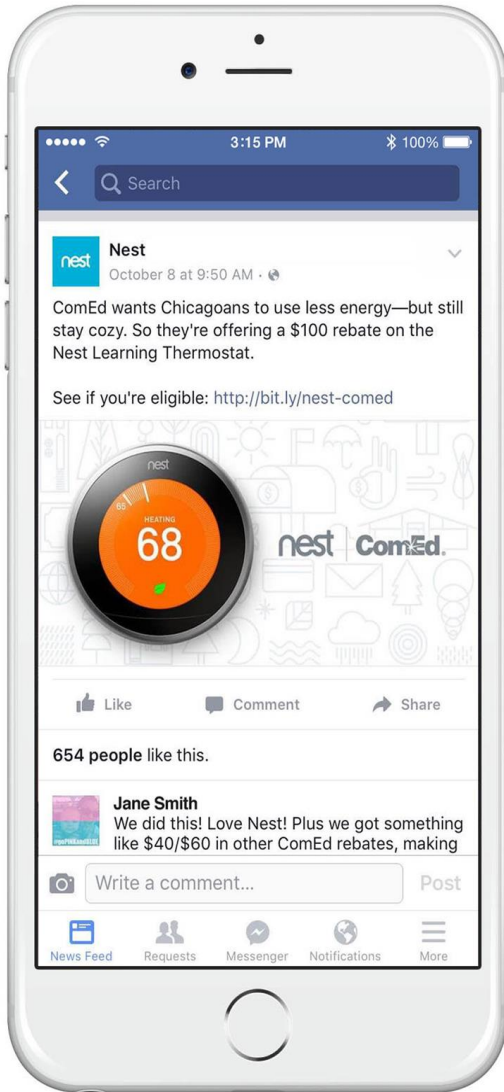 3:15 PM
100%
Search
nest
Nest
October 8 at 9:50 AM ·
ComEd wants Chicagoans to use less energy—but still
stay cozy. So they're offering a $100 rebate on the
Nest Learning Thermostat.
See if you're eligible: http://bit.ly/nest-comed
nest
65
HEATING
68
nest ComEd.
Like Comment Share
654 people like this.
Jane Smith
We did this! Love Nest! Plus we got something
like $40/$60 in other ComEd rebates, making
Write a comment... Post
News Feed Requests Messenger Notifications More